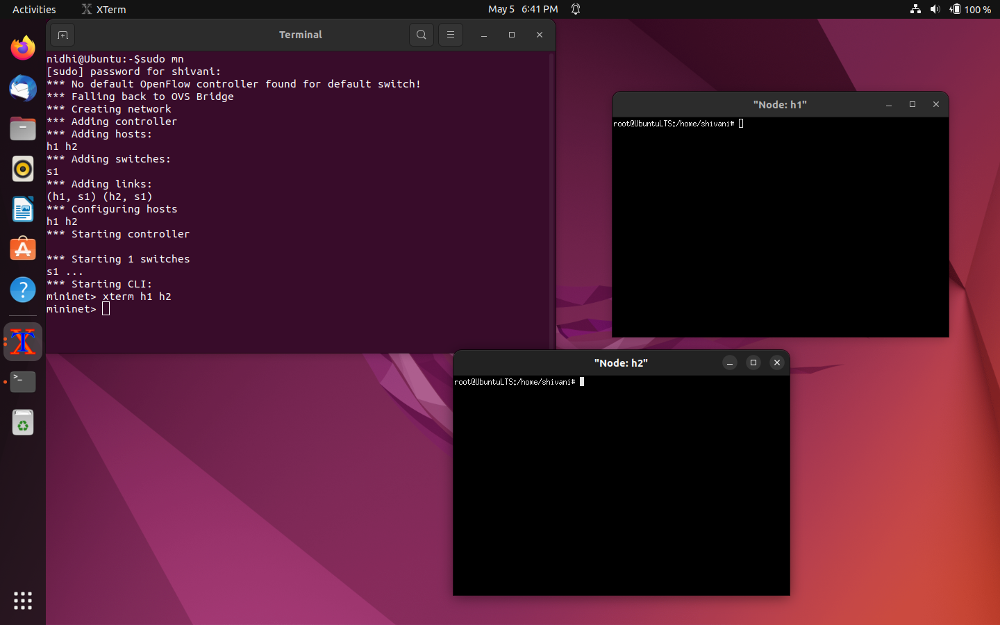 Activities
XTerm
May 5 6:41 PM
100 %
Terminal
nidhi@Ubuntu:-$sudo mn
[sudo] password for shivani:
*** No default OpenFlow controller found for default switch!
*** Falling back to OVS Bridge
*** Creating network
*** Adding controller
*** Adding hosts:
h1 h2
*** Adding switches:
s1
*** Adding links:
(h1, s1) (h2, s1)
*** Configuring hosts
h1 h2
*** Starting controller
*** Starting 1 switches
s1 ...
*** Starting CLI:
mininet> xterm h1 h2
mininet>
"Node: h1"
root@UbuntuLTS:/home/shivani#
"Node: h2"
root@UbuntuLTS:/home/shivani#